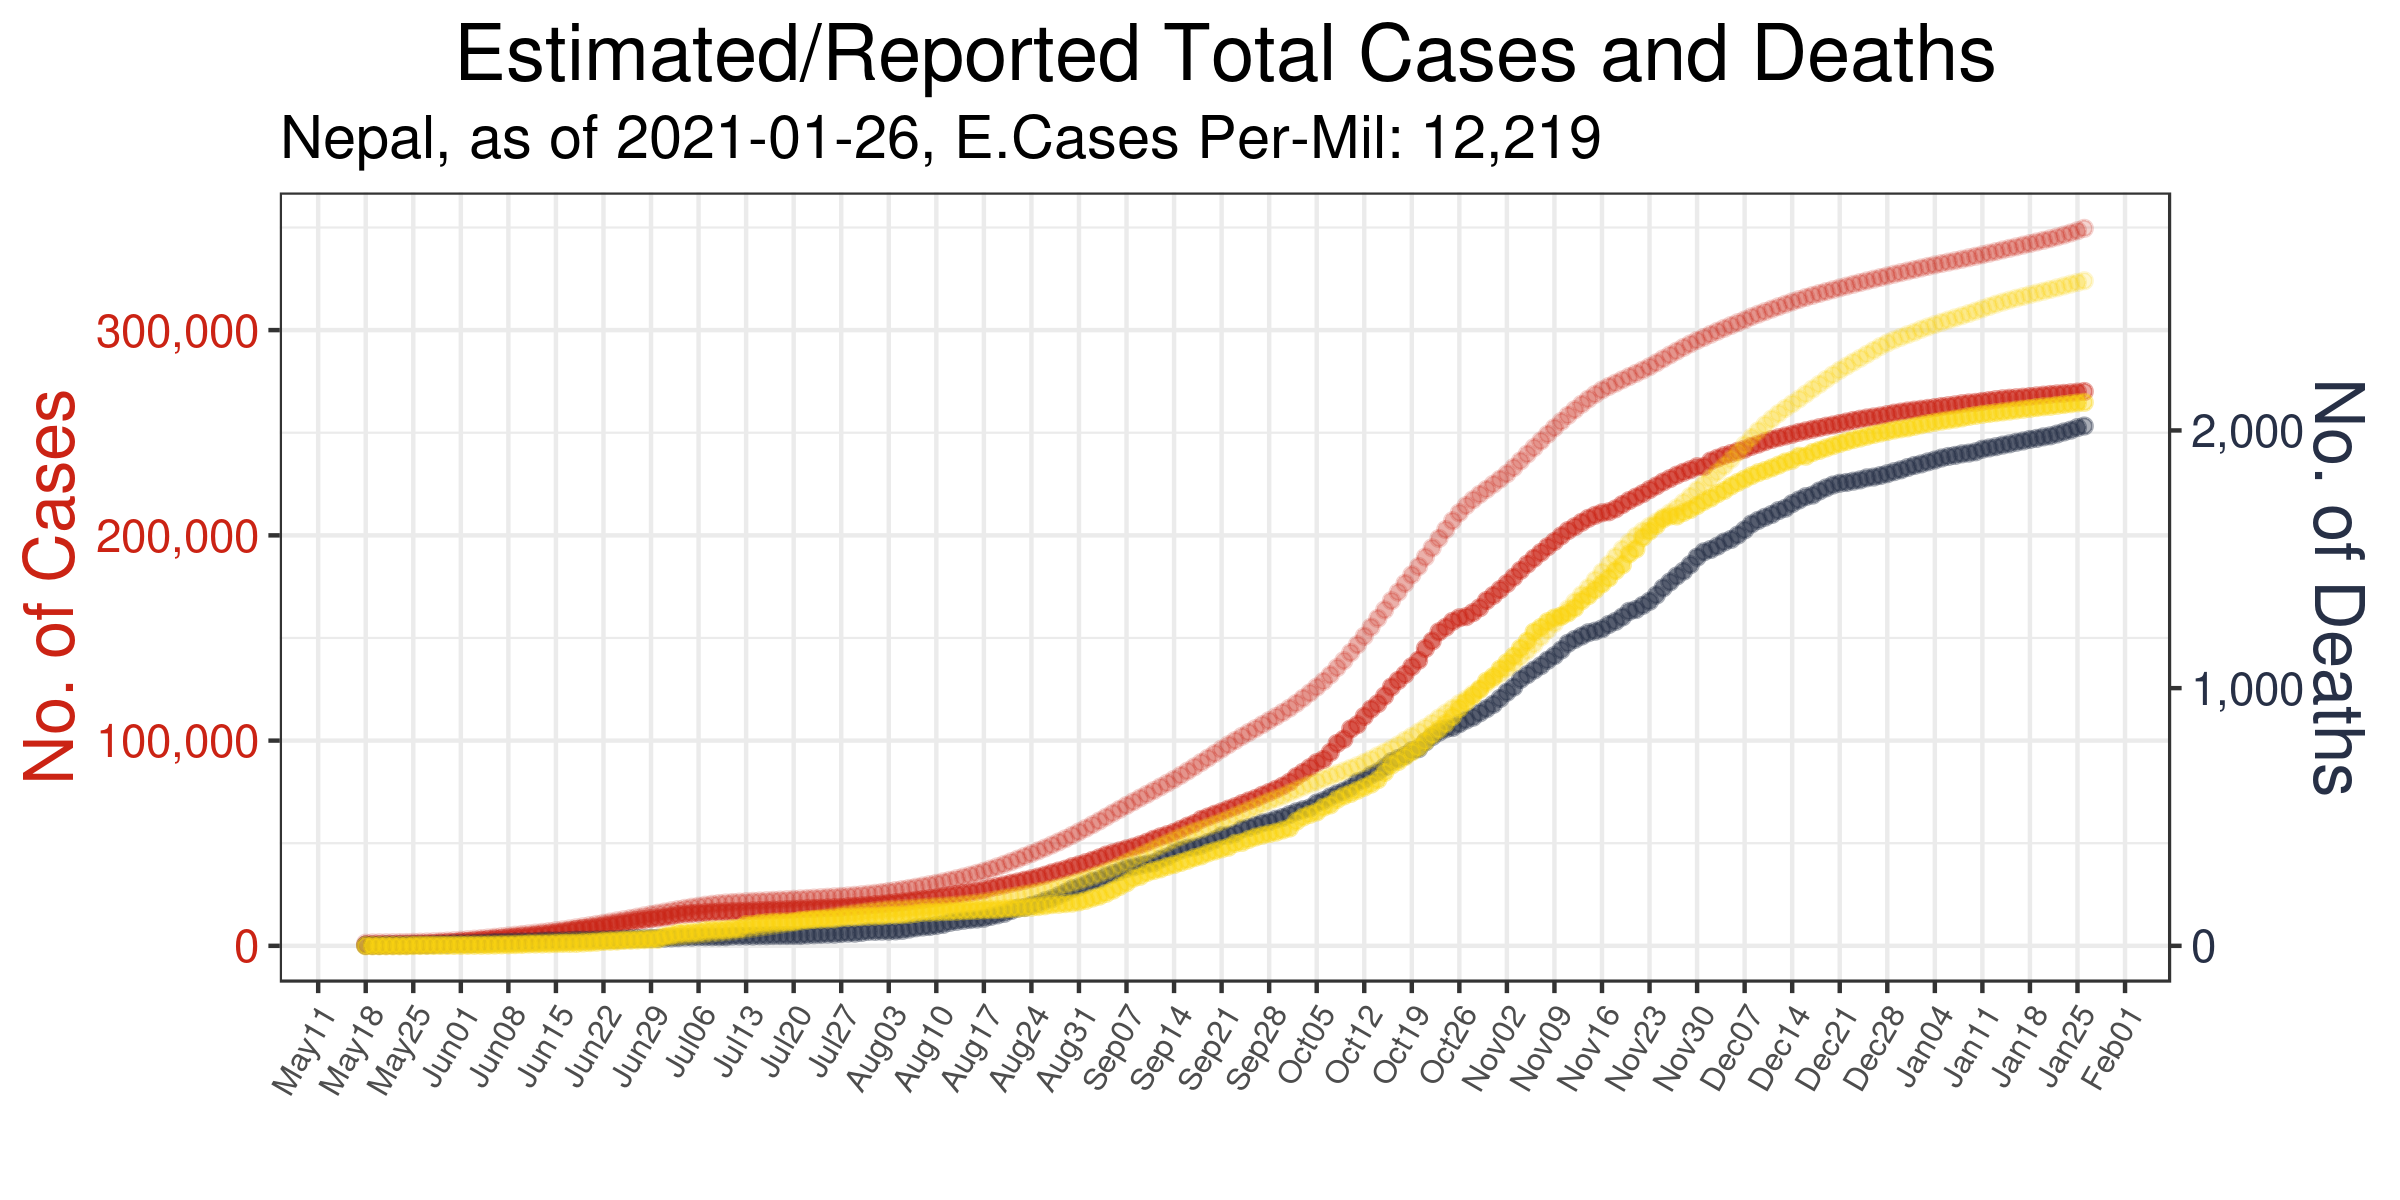 Estimated/Reported Total Cases and Deaths
Nepal, as of 2021-01-26, E.Cases Per-Mil: 12,219
No. of Cases
300,000
200,000
100,000
0
No. of Deaths
2,000
1,000
0
May11
May18
May25
Jun01
Jun08
Jun15
Jun22
Jun29
Jul06
Jul13
Jul20
Jul27
Aug03
Aug10
Aug17
Aug24
Aug31
Sep07
Sep14
Sep21
Sep28
Oct05
Oct12
Oct19
Oct26
Nov02
Nov09
Nov16
Nov23
Nov30
Dec07
Dec14
Dec21
Dec28
Jan04
Jan11
Jan18
Jan25
Feb01